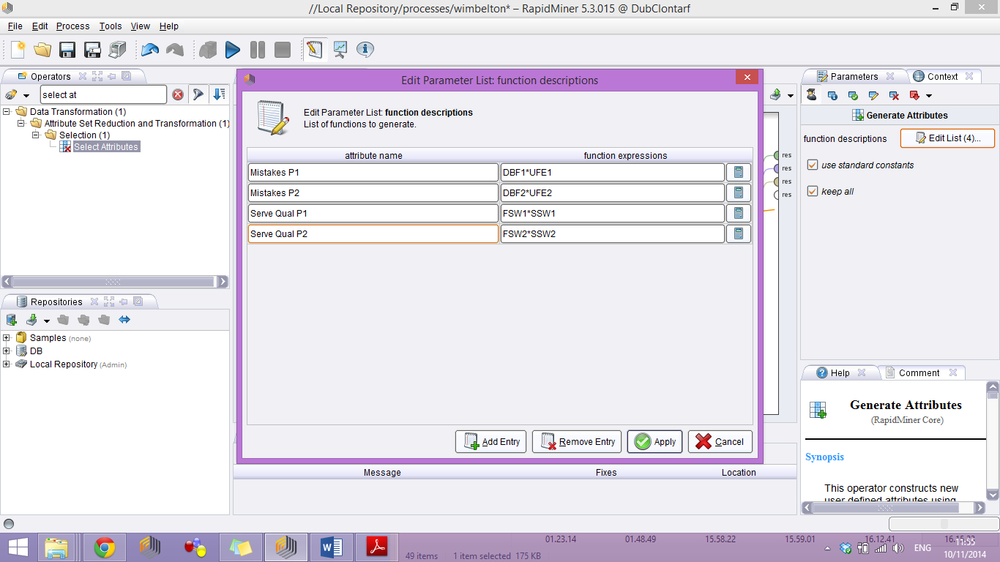 //Local Repository/processes/wimbelton* – RapidMiner 5.3.015 @ DubClontarf
File Edit Process Tools View Help
Operators
select at
Data Transformation (1)
Attribute Set Reduction and Transformation (1)
Selection (1)
Select Attributes
Repositories
Samples (none)
DB
Local Repository (Admin)
Edit Parameter List: function descriptions
Edit Parameter List: function descriptions
List of functions to generate.
attribute name function expressions
Mistakes P1 DBF1*UFE1
Mistakes P2 DBF2*UFE2
Serve Qual P1 FSW1*SSW1
Serve Qual P2 FSW2*SSW2
Add Entry Remove Entry Apply Cancel
res
res
res
res
Message Fixes Location
Parameters Context
Generate Attributes
function descriptions Edit List (4)...
use standard constants
keep all
Help Comment
Generate Attributes
(RapidMiner Core)
Synopsis
This operator constructs new
user defined attributes using
01.23.14 01.48.49 15.58.22 15.59.01 16.12.41
49 items 1 item selected 175 KB
ENG
11:55
10/11/2014